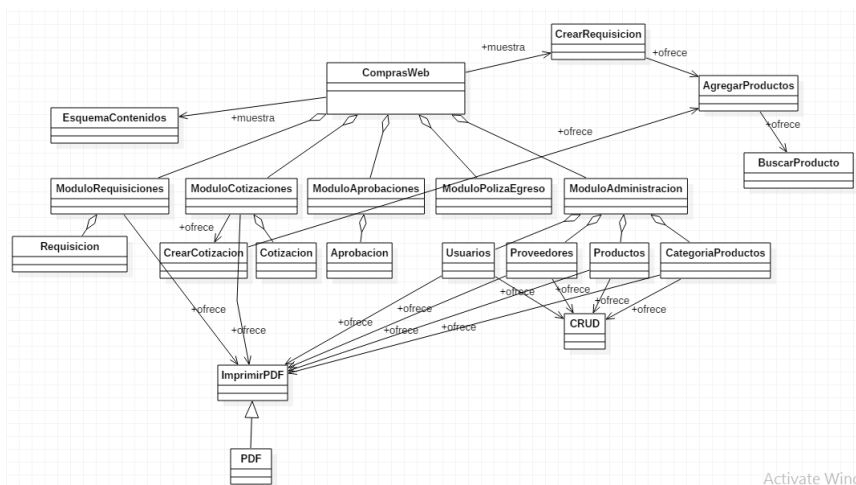 CrearRequisicion
+muestra
+ofrece
ComprasWeb
AgregarProductos
EsquemaContenidos
+muestra
+ofrece
+ofrece
BuscarProducto
ModuloRequisiciones
ModuloCotizaciones
ModuloAprobaciones
ModuloPolizaEgreso
ModuloAdministracion
+ofrece
Requisicion
CrearCotizacion
Cotizacion
Aprobacion
Usuarios
Proveedores
Productos
CategoriaProductos
+ofrece
+ofrece
+ofrece
+ofrece
+ofrece
+ofrece
+ofrece
+ofrece
+ofrece
+ofrece
CRUD
ImprimirPDF
PDF
Activate Wind